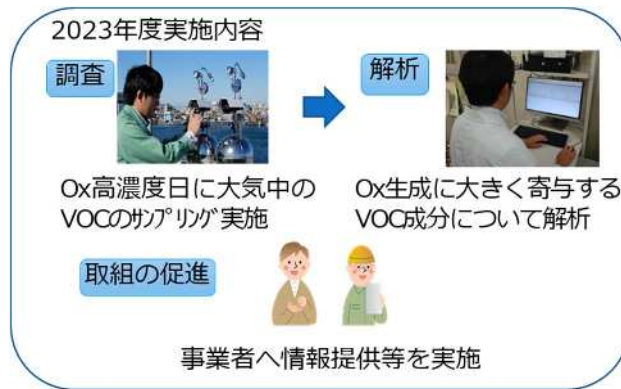 2023年度実施内容
調査
解析
Ox高濃度日に大気中の
VOCのｻﾝﾌﾟﾘﾝｸﾞ実施
Ox生成に大きく寄与する
VOC成分について解析
取組の促進
事業者へ情報提供等を実施